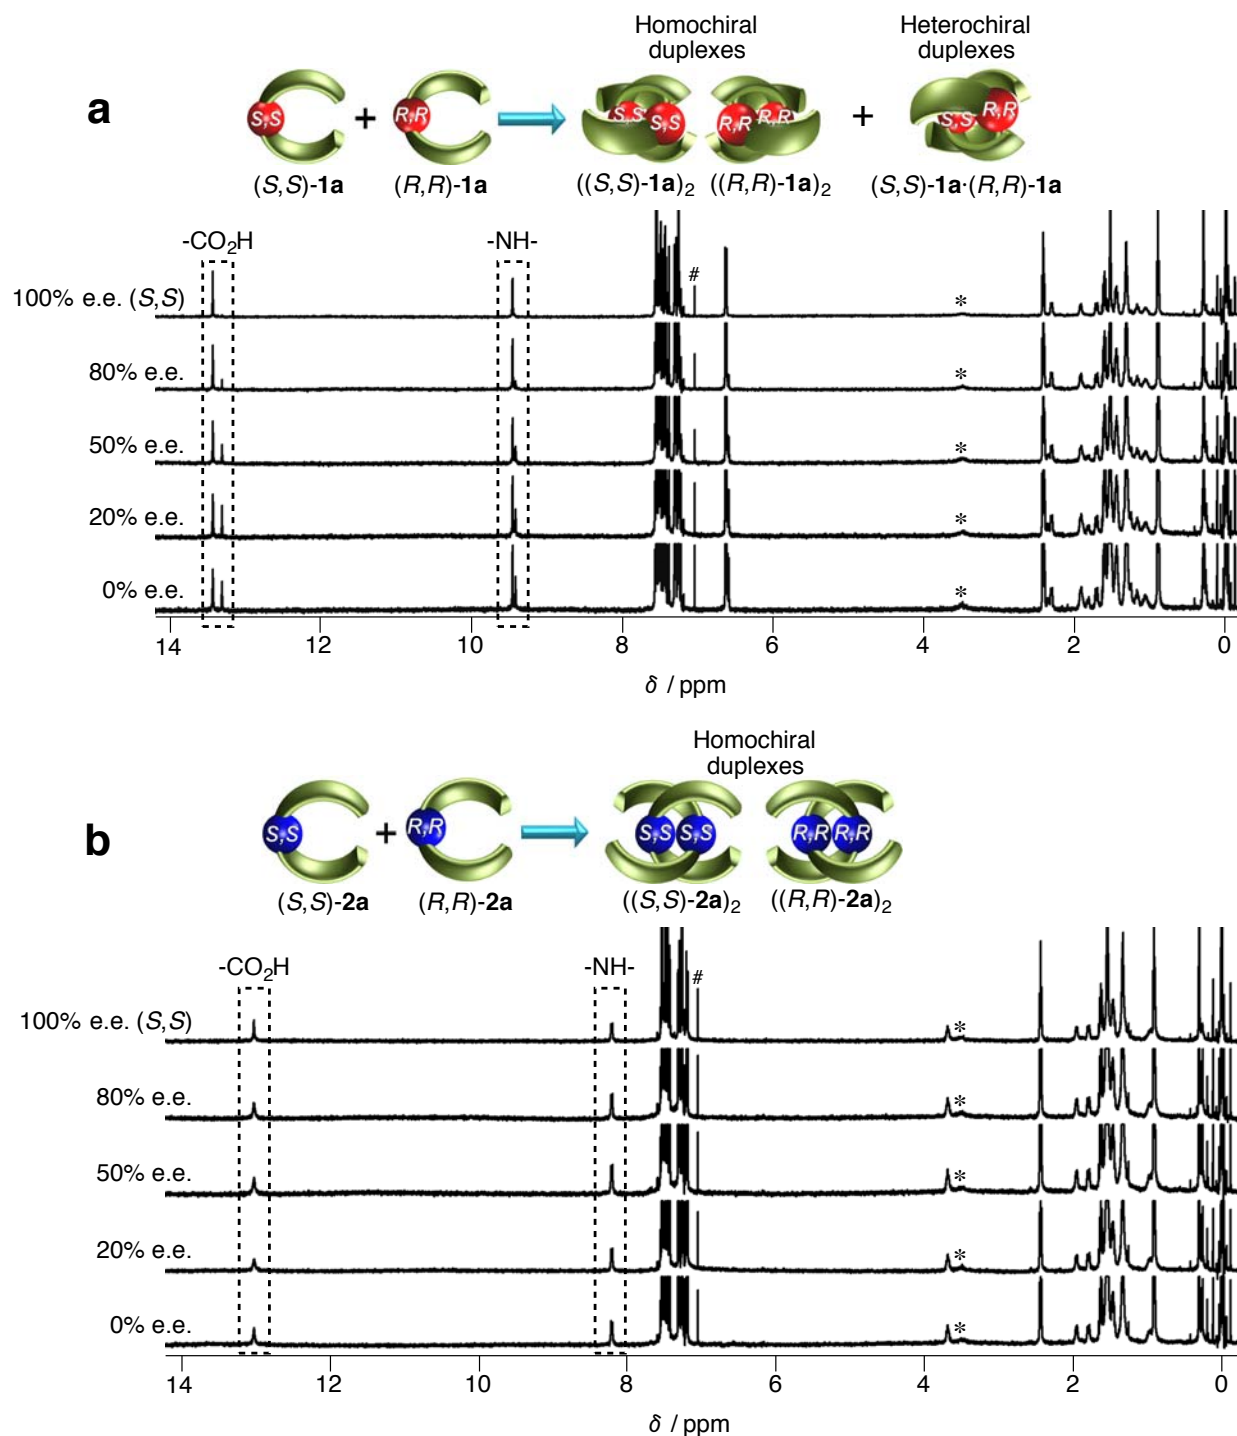 Homochiral
duplexes
Heterochiral
duplexes
a
S,S + R,R S,S S,S R,R R,R + S,S R,R
(S,S)-1a (R,R)-1a ((S,S)-1a)2 ((R,R)-1a)2 (S,S)-1a·(R,R)-1a
-CO2H -NH-
#
100% e.e. (S,S) *
80% e.e. *
50% e.e. *
20% e.e. *
0% e.e. *
14 12 10 8 6 4 2 0
δ / ppm
Homochiral
duplexes
b
S,S + R,R S,S S,S R,R R,R
(S,S)-2a (R,R)-2a ((S,S)-2a)2 ((R,R)-2a)2
-CO2H -NH-
#
100% e.e. (S,S) *
80% e.e. *
50% e.e. *
20% e.e. *
0% e.e. *
14 12 10 8 6 4 2 0
δ / ppm